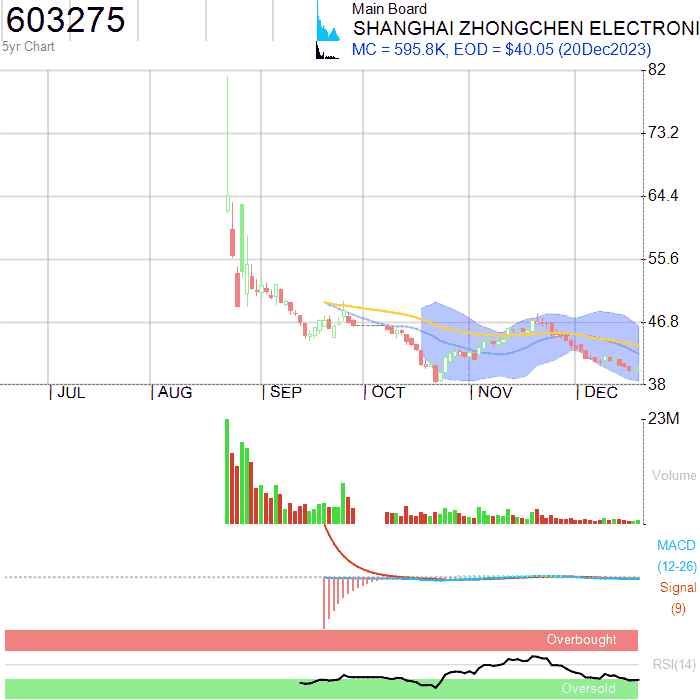 603275
5yr Chart
Main Board
SHANGHAI ZHONGCHEN ELECTRONI
MC = 595.8K, EOD = $40.05 (20Dec2023)
82
73.2
64.4
55.6
46.8
38
JUL AUG SEP OCT NOV DEC
23M
Volume
MACD
(12-26)
Signal
(9)
Overbought
RSI(14)
Oversold